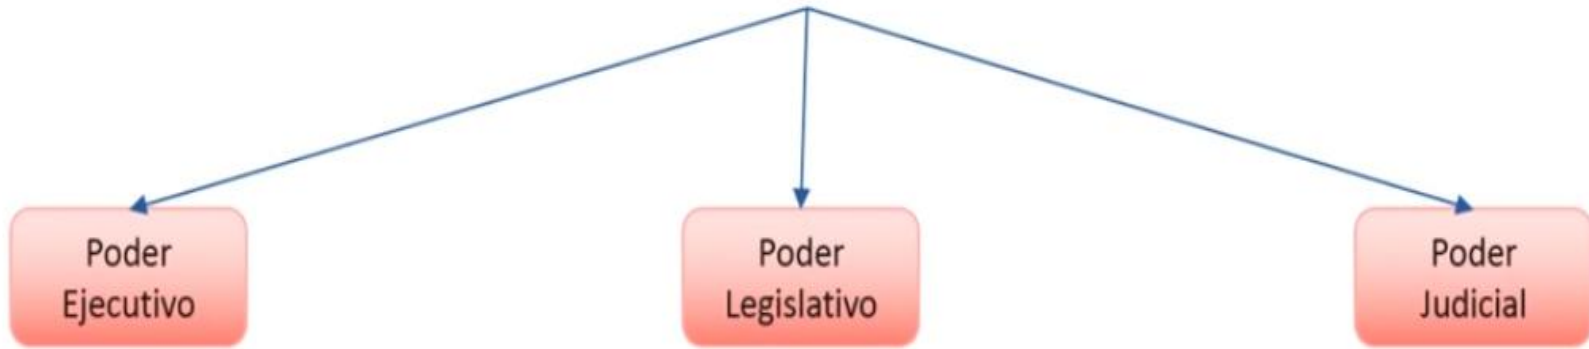 Poder
Ejecutivo
Poder
Legislativo
Poder
Judicial